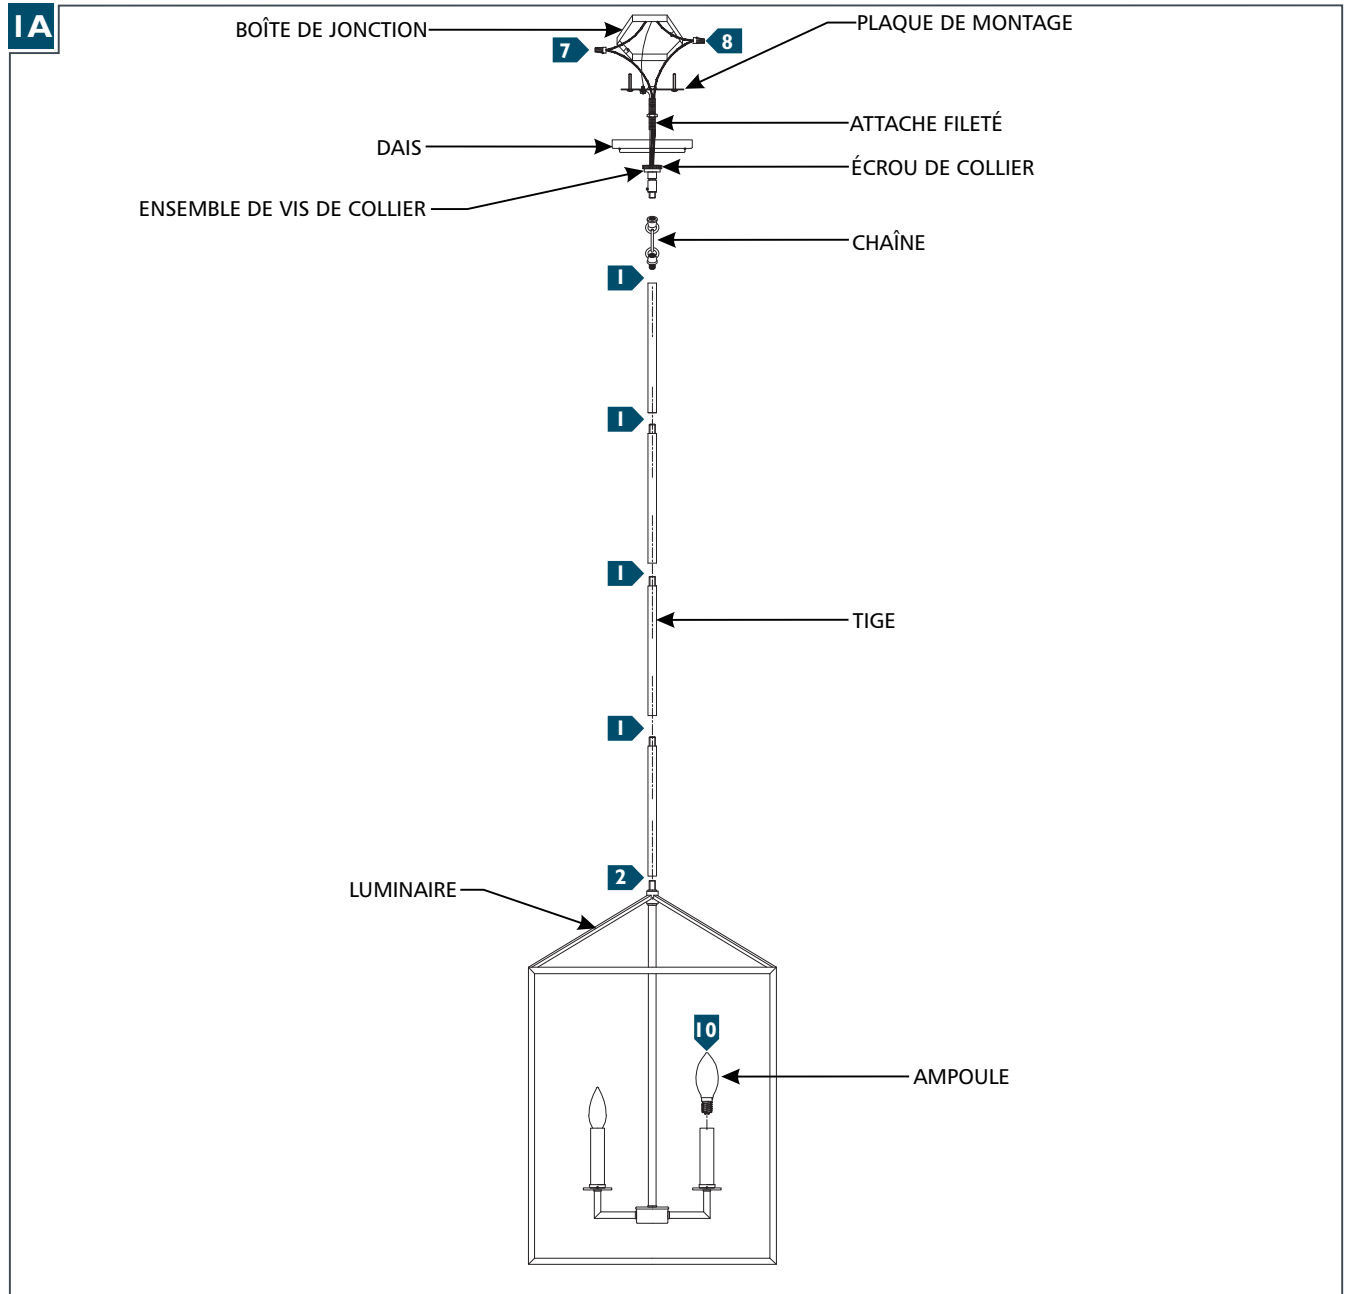 1A
BOÎTE DE JONCTION
PLAQUE DE MONTAGE
7
8
ATTACHE FILETÉ
DAIS
ÉCROU DE COLLIER
ENSEMBLE DE VIS DE COLLIER
CHAÎNE
1
1
1
TIGE
1
2
LUMINAIRE
10
AMPOULE